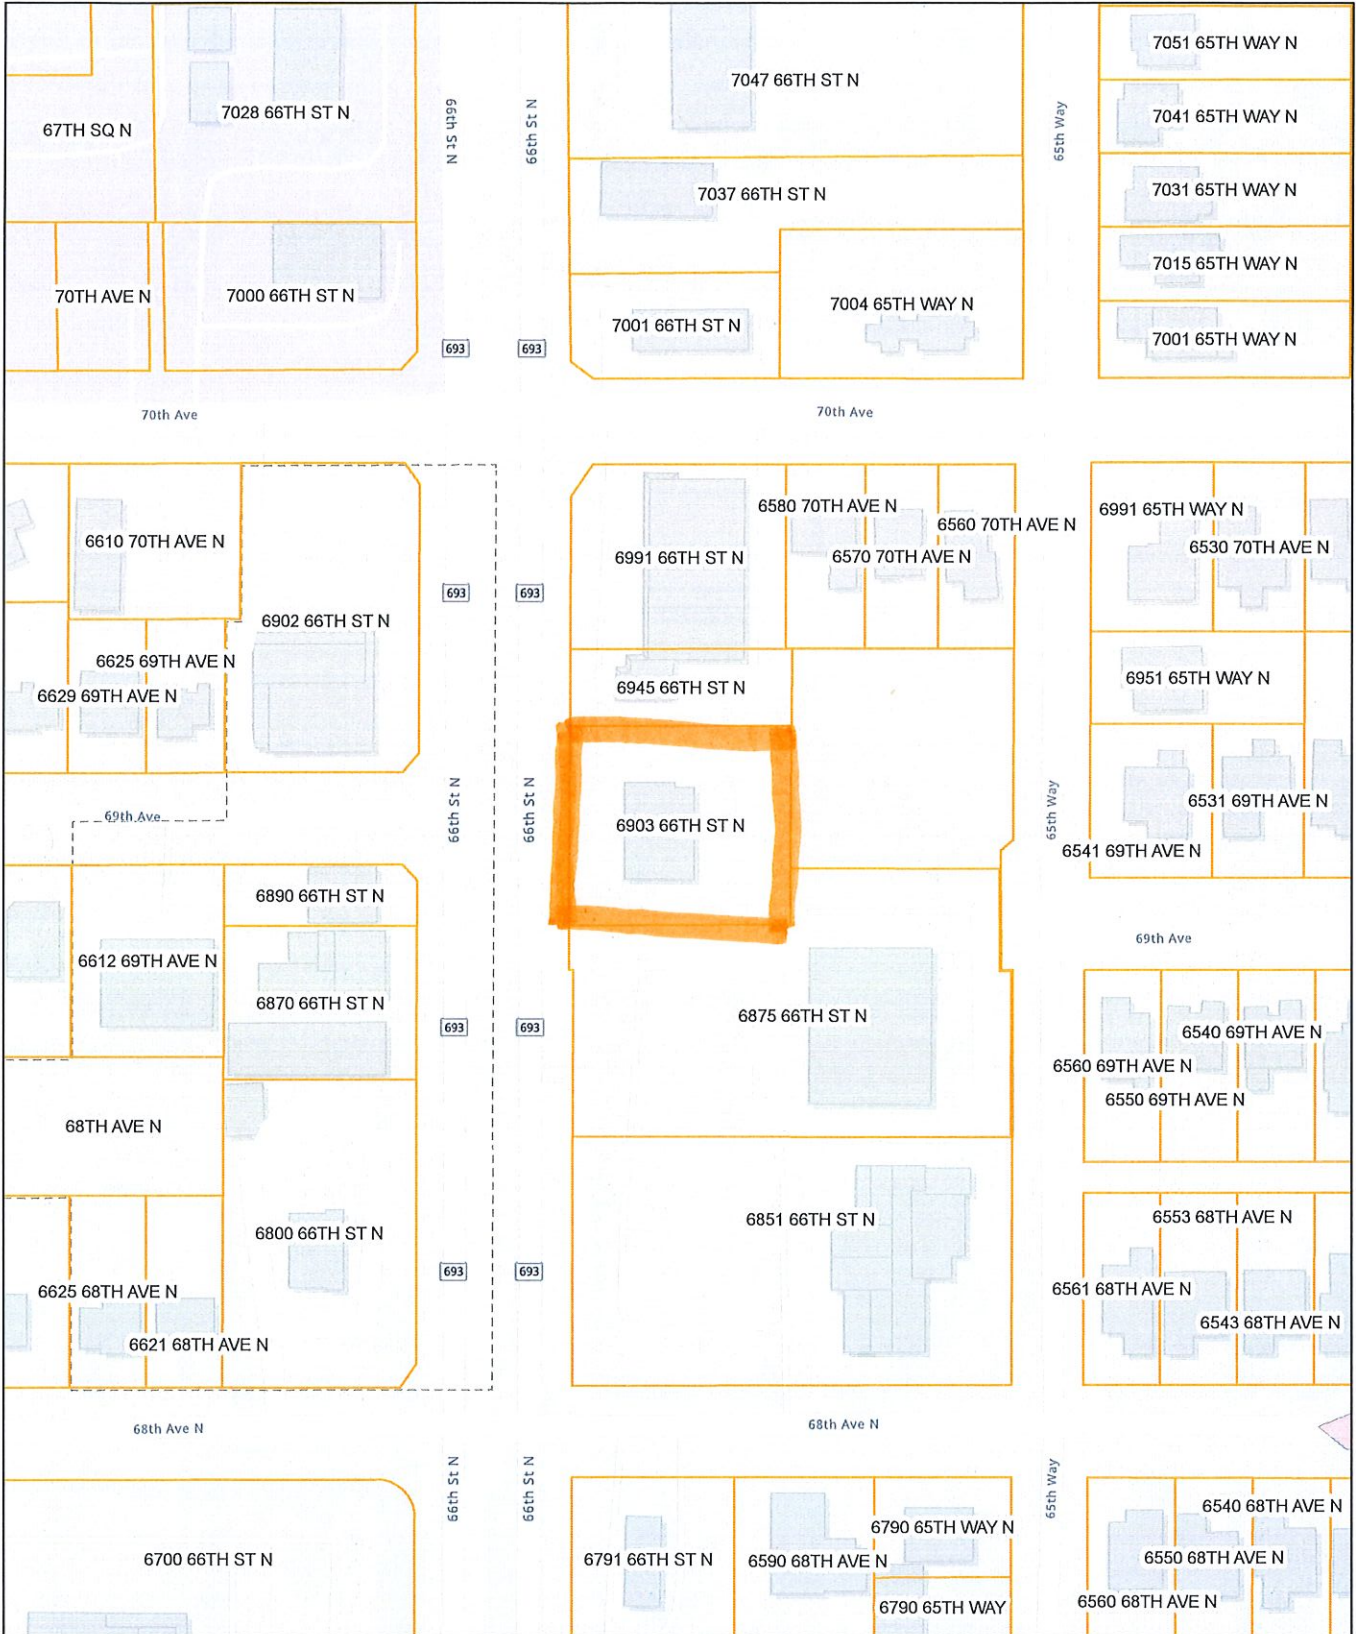 7051 65TH WAY N
7047 66TH ST N
7028 66TH ST N
7041 65TH WAY N
67TH SQ N
66th St N
66th St N
65th Way
7031 65TH WAY N
7037 66TH ST N
7015 65TH WAY N
70TH AVE N
7000 66TH ST N
7004 65TH WAY N
7001 66TH ST N
7001 65TH WAY N
693
693
70th Ave
70th Ave
6580 70TH AVE N
6991 65TH WAY N
6560 70TH AVE N
6610 70TH AVE N
6530 70TH AVE N
6991 66TH ST N
6570 70TH AVE N
693
693
6902 66TH ST N
6625 69TH AVE N
6951 65TH WAY N
6945 66TH ST N
6629 69TH AVE N
6531 69TH AVE N
66th St N
66th St N
65th Way
69th Ave
6903 66TH ST N
6541 69TH AVE N
6890 66TH ST N
69th Ave
6612 69TH AVE N
6870 66TH ST N
6875 66TH ST N
693
693
6540 69TH AVE N
6560 69TH AVE N
6550 69TH AVE N
68TH AVE N
6851 66TH ST N
6553 68TH AVE N
6800 66TH ST N
693
693
6625 68TH AVE N
6561 68TH AVE N
6543 68TH AVE N
6621 68TH AVE N
68th Ave N
68th Ave N
66th St N
66th St N
65th Way
6540 68TH AVE N
6790 65TH WAY N
6700 66TH ST N
6791 66TH ST N
6590 68TH AVE N
6550 68TH AVE N
6560 68TH AVE N
6790 65TH WAY